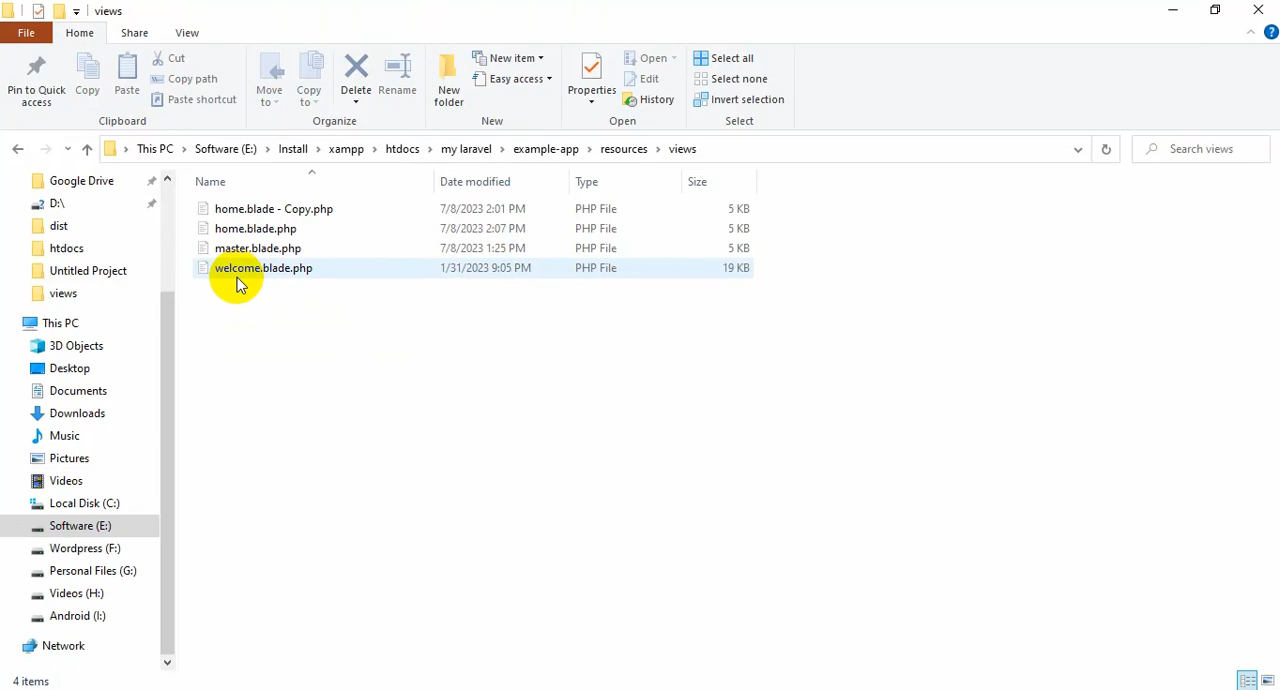 views
File Home Share View
Pin to Quick access
Copy
Paste
Cut
Copy path
Paste shortcut
Clipboard
Move to
Copy to
Delete
Rename
Organize
New folder
New item
Easy access
New
Properties
Open
Edit
History
Open
Select all
Select none
Invert selection
Select
This PC Software (E:) Install xampp htdocs my laravel example-app resources views
Search views
Name Date modified Type Size
home.blade - Copy.php 7/8/2023 2:01 PM PHP File 5 KB
home.blade.php 7/8/2023 2:07 PM PHP File 5 KB
master.blade.php 7/8/2023 1:25 PM PHP File 5 KB
welcome.blade.php 1/31/2023 9:05 PM PHP File 19 KB
Google Drive
D:\
dist
htdocs
Untitled Project
views
This PC
3D Objects
Desktop
Documents
Downloads
Music
Pictures
Videos
Local Disk (C:)
Software (E:)
Wordpress (F:)
Personal Files (G:)
Videos (H:)
Android (I:)
Network
4 items